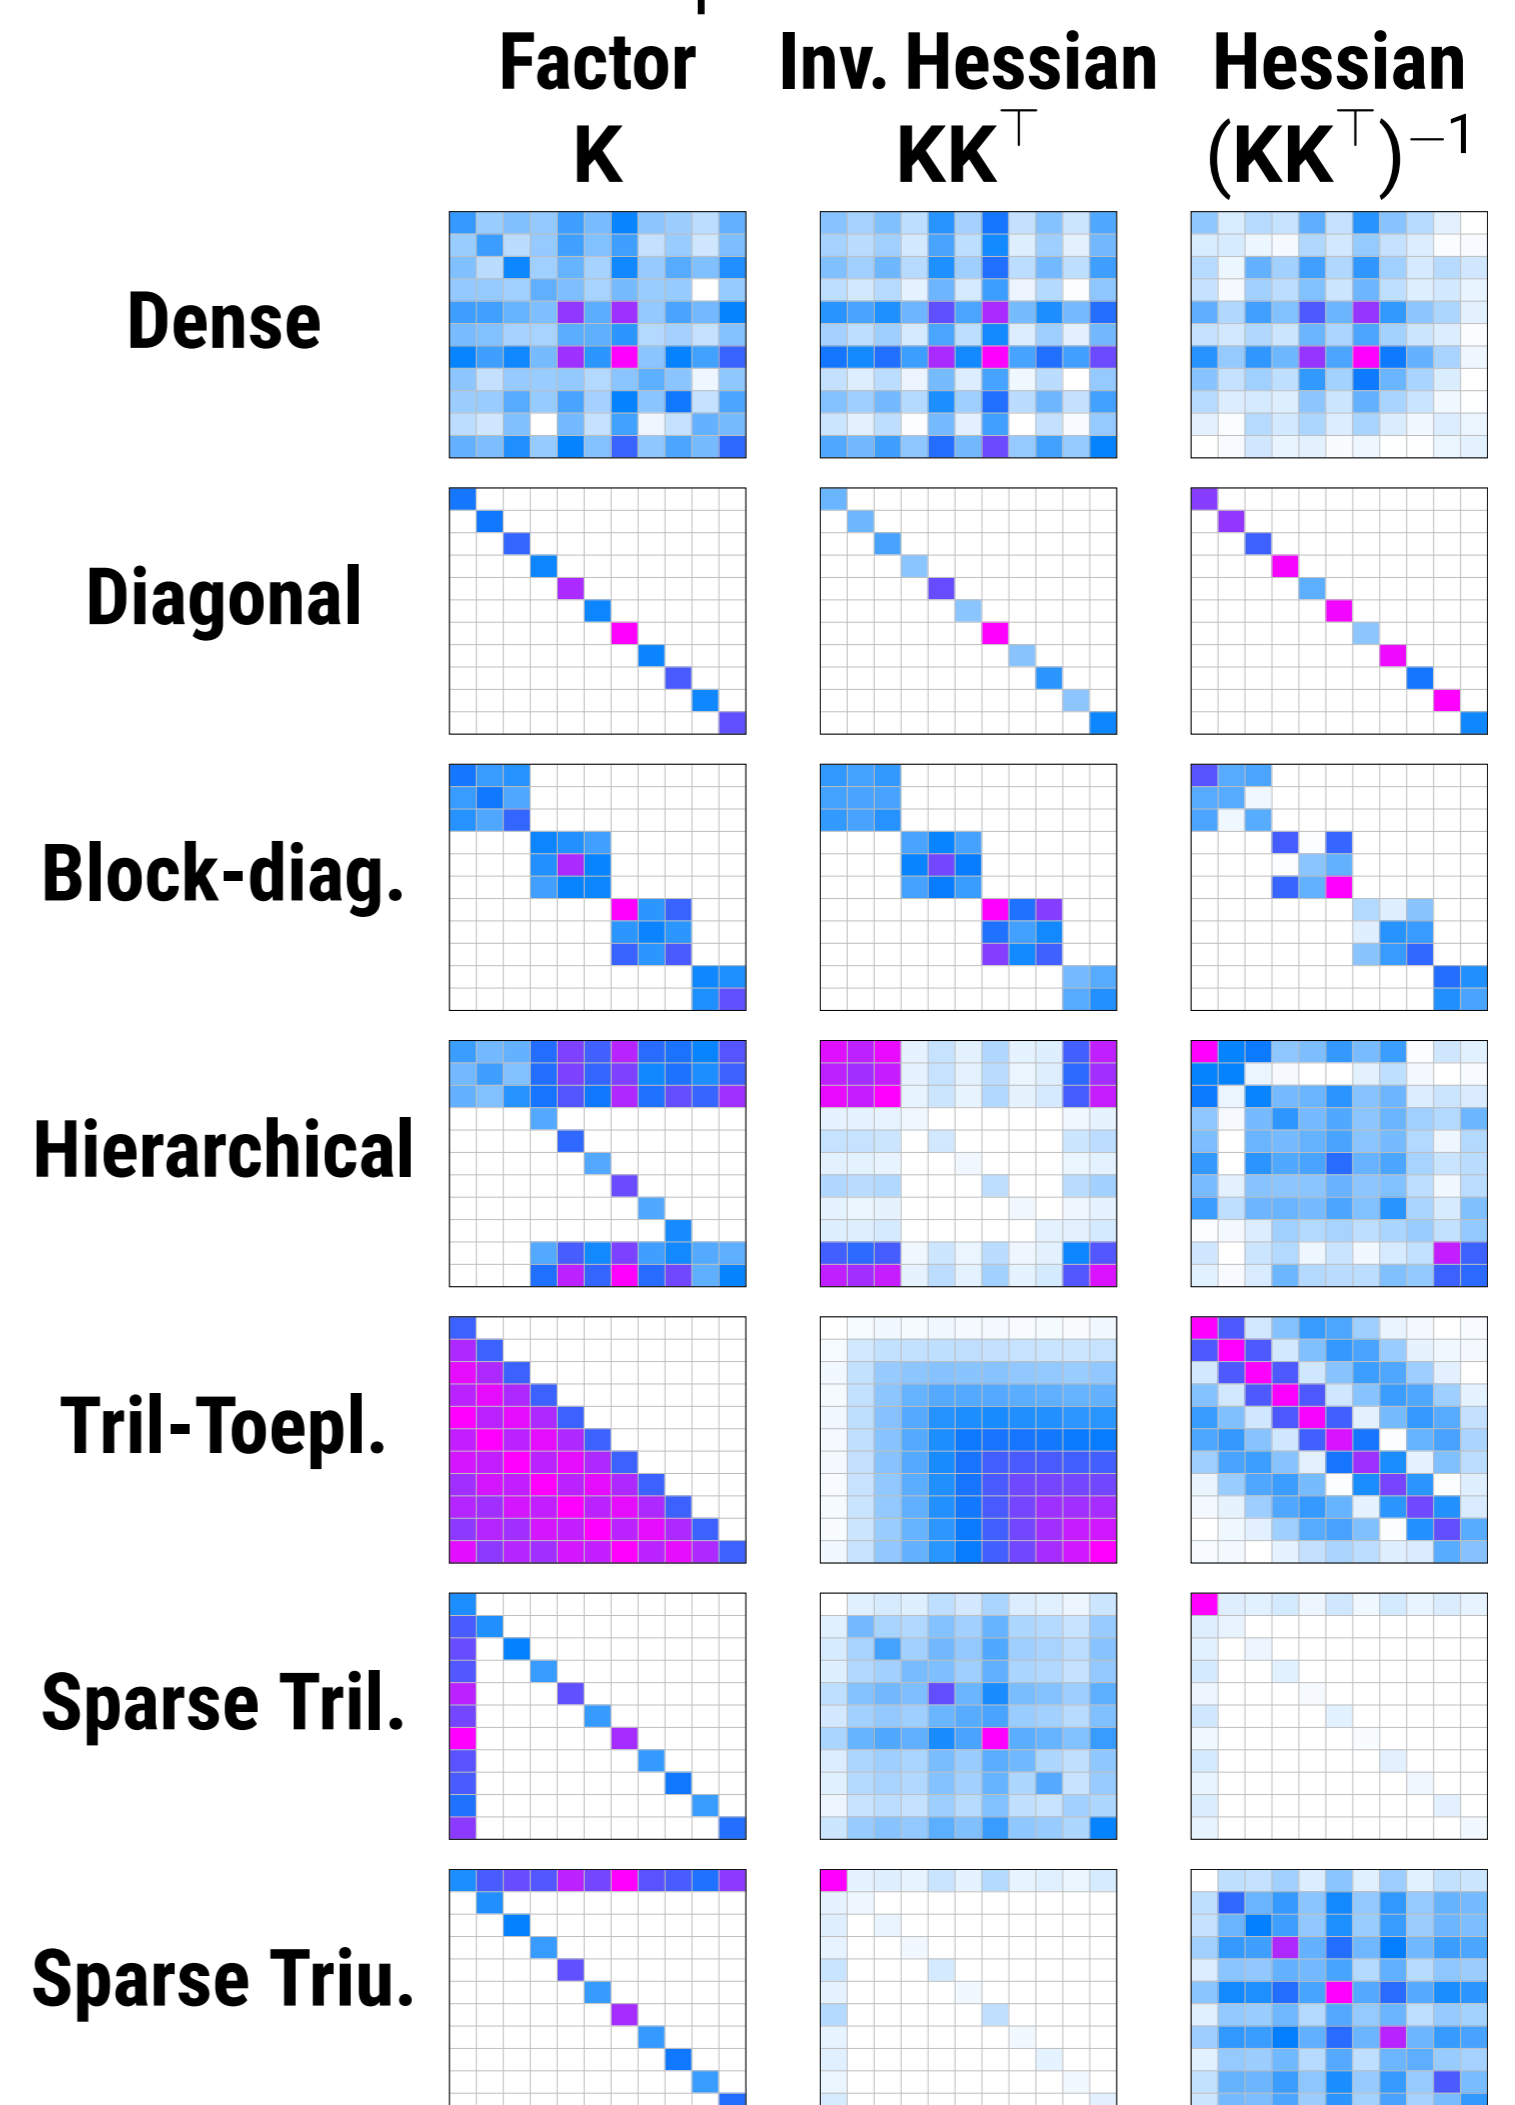 Factor Inv. Hessian Hessian
K KK⊤ (KK⊤)−1
Dense
Diagonal
Block-diag.
Hierarchical
Tril-Toepl.
Sparse Tril.
Sparse Triu.